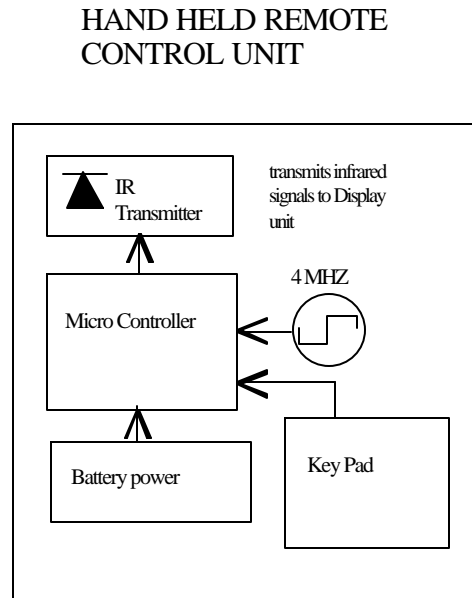 HAND HELD REMOTE
CONTROL UNIT
IR
Transmitter
transmits infrared
signals to Display
unit
4 MHZ
Micro Controller
Battery power
Key Pad